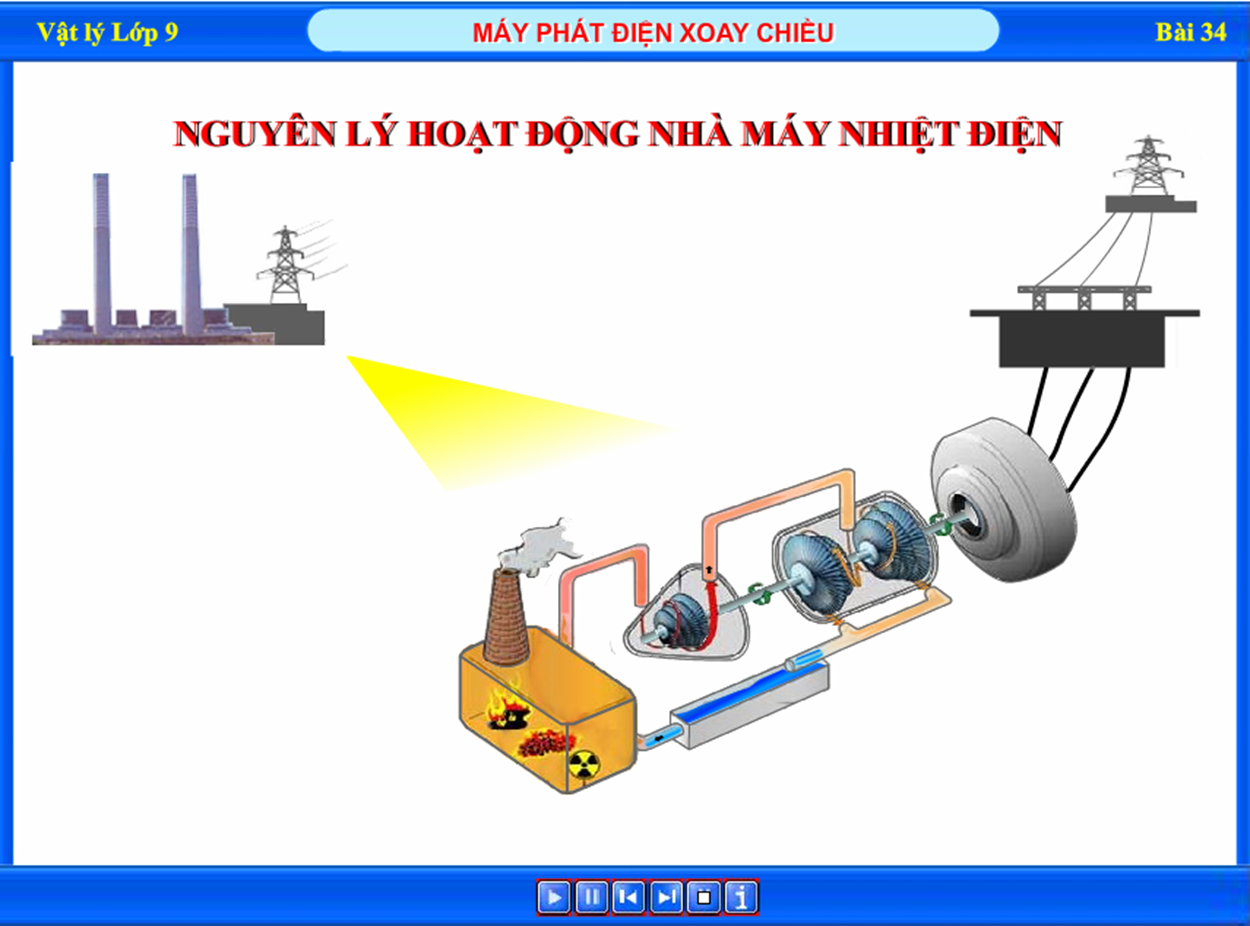 Vật lý Lớp 9
MÁY PHÁT ĐIỆN XOAY CHIỀU
Bài 34
NGUYÊN LÝ HOẠT ĐỘNG NHÀ MÁY NHIỆT ĐIỆN